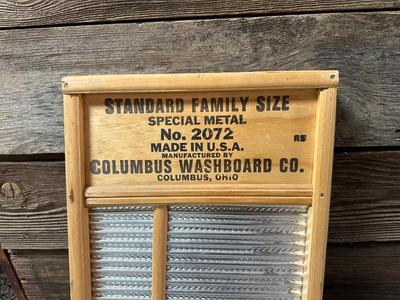 STANDARD FAMILY SIZE
SPECIAL METAL
No. 2072
MADE IN U.S.A.
MANUFACTURED BY
COLUMBUS WASHBOARD CO.
COLUMBUS, OHIO